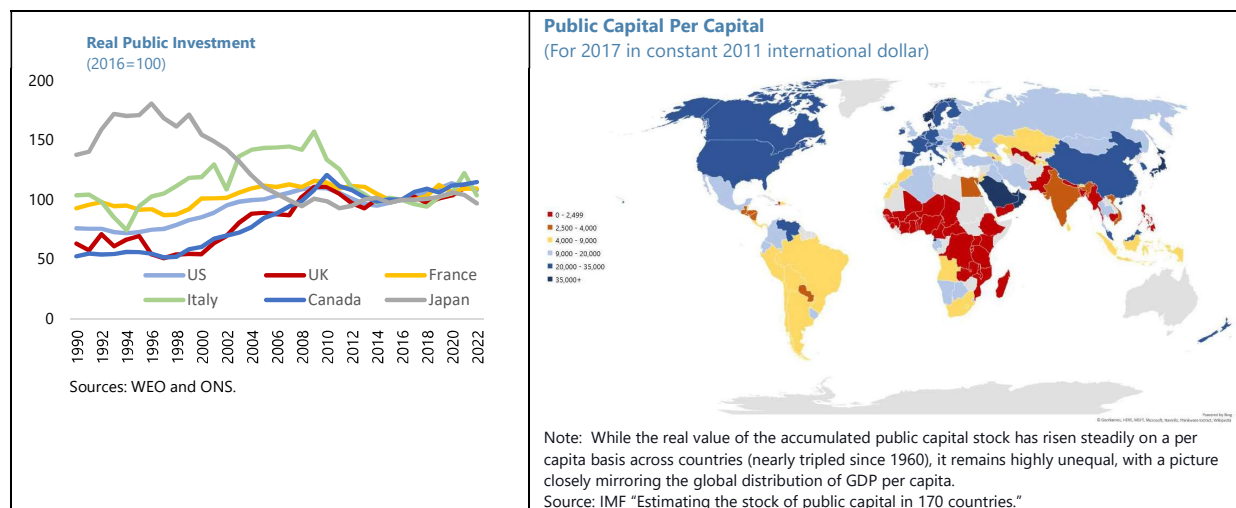 Real Public Investment
(2016=100)
200
150
100
50
0
US
UK
France
Italy
Canada
Japan
1990
1992
1994
1996
1998
2000
2002
2004
2006
2008
2010
2012
2014
2016
2018
2020
2022
Sources: WEO and ONS.
Public Capital Per Capital
(For 2017 in constant 2011 international dollar)
0 - 2,499
2,500 - 4,000
4,000 - 9,000
9,000 - 20,000
20,000 - 35,000
35,000+
Powered by Bing
Note: While the real value of the accumulated public capital stock has risen steadily on a per
capita basis across countries (nearly tripled since 1960), it remains highly unequal, with a picture
closely mirroring the global distribution of GDP per capita.
Source: IMF “Estimating the stock of public capital in 170 countries.”